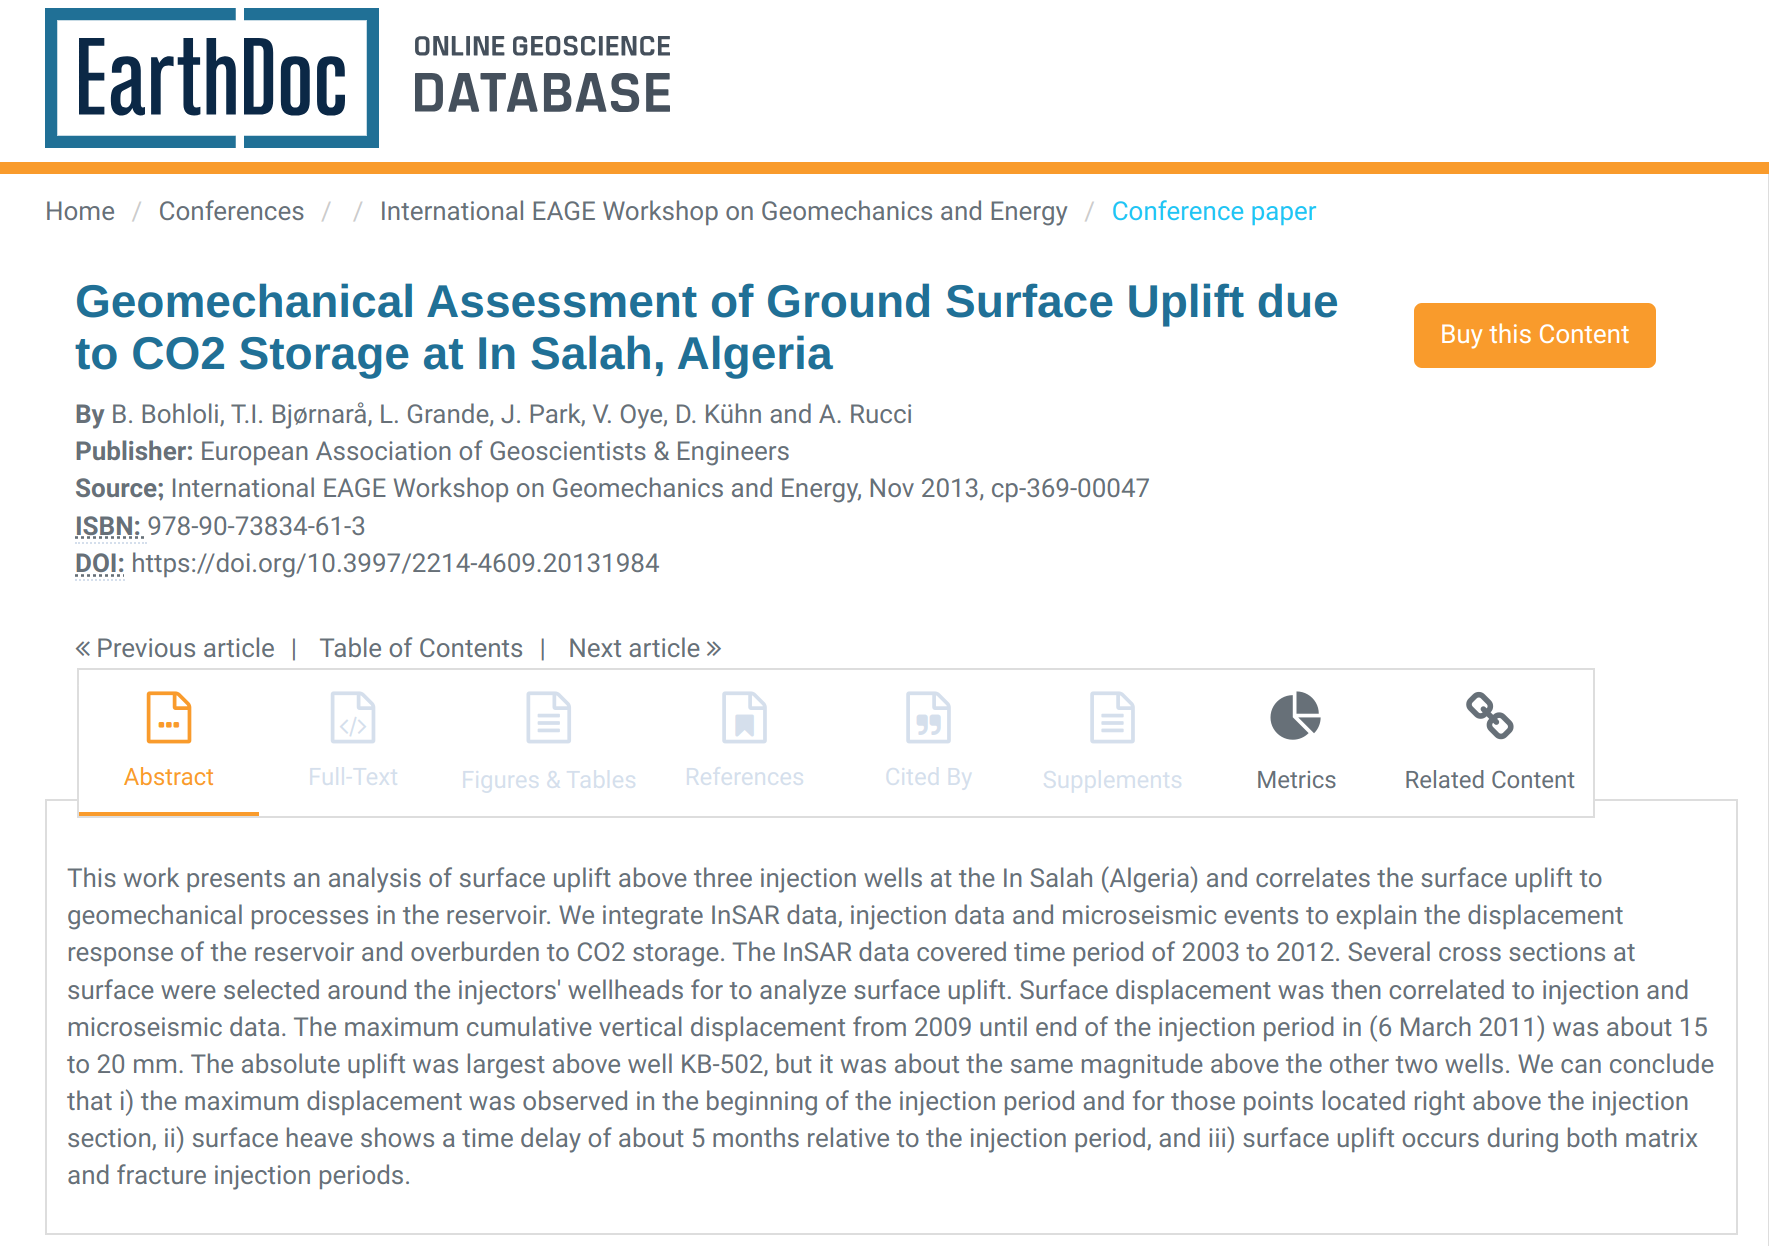 EarthDoc
ONLINE GEOSCIENCE
DATABASE
Home / Conferences / / International EAGE Workshop on Geomechanics and Energy / Conference paper
Geomechanical Assessment of Ground Surface Uplift due
to CO2 Storage at In Salah, Algeria
Buy this Content
By B. Bohloli, T.I. Bjørnarå, L. Grande, J. Park, V. Oye, D. Kühn and A. Rucci
Publisher: European Association of Geoscientists & Engineers
Source; International EAGE Workshop on Geomechanics and Energy, Nov 2013, cp-369-00047
ISBN: 978-90-73834-61-3
DOI: https://doi.org/10.3997/2214-4609.20131984
« Previous article | Table of Contents | Next article »
Abstract Full-Text Figures & Tables References Cited By Supplements Metrics Related Content
This work presents an analysis of surface uplift above three injection wells at the In Salah (Algeria) and correlates the surface uplift to
geomechanical processes in the reservoir. We integrate InSAR data, injection data and microseismic events to explain the displacement
response of the reservoir and overburden to CO2 storage. The InSAR data covered time period of 2003 to 2012. Several cross sections at
surface were selected around the injectors' wellheads for to analyze surface uplift. Surface displacement was then correlated to injection and
microseismic data. The maximum cumulative vertical displacement from 2009 until end of the injection period in (6 March 2011) was about 15
to 20 mm. The absolute uplift was largest above well KB-502, but it was about the same magnitude above the other two wells. We can conclude
that i) the maximum displacement was observed in the beginning of the injection period and for those points located right above the injection
section, ii) surface heave shows a time delay of about 5 months relative to the injection period, and iii) surface uplift occurs during both matrix
and fracture injection periods.